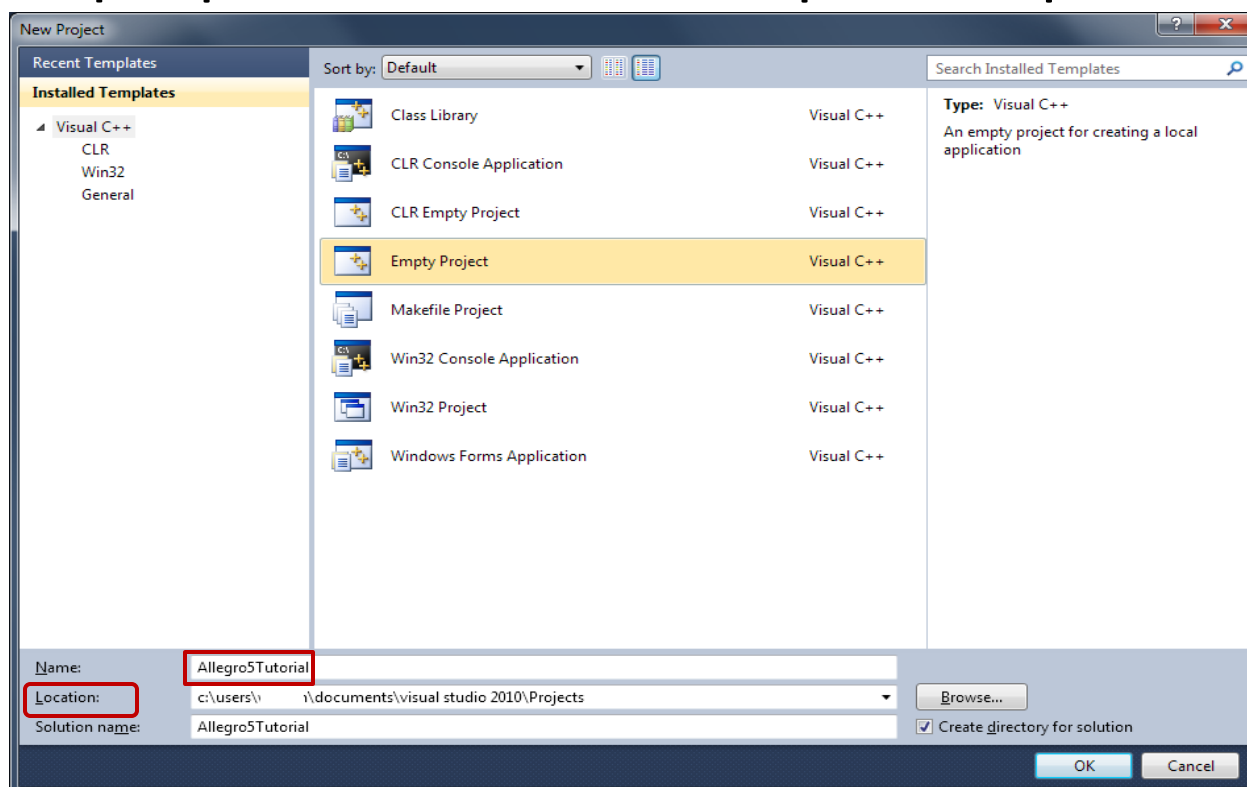 New Project
Recent Templates
Installed Templates
Visual C++
CLR
Win32
General
Sort by: Default
Search Installed Templates
Class Library Visual C++
CLR Console Application Visual C++
CLR Empty Project Visual C++
Empty Project Visual C++
Makefile Project Visual C++
Win32 Console Application Visual C++
Win32 Project Visual C++
Windows Forms Application Visual C++
Type: Visual C++
An empty project for creating a local
application
Name: Allegro5Tutorial
Location: c:\users\ \documents\visual studio 2010\Projects Browse...
Solution name: Allegro5Tutorial Create directory for solution
OK Cancel